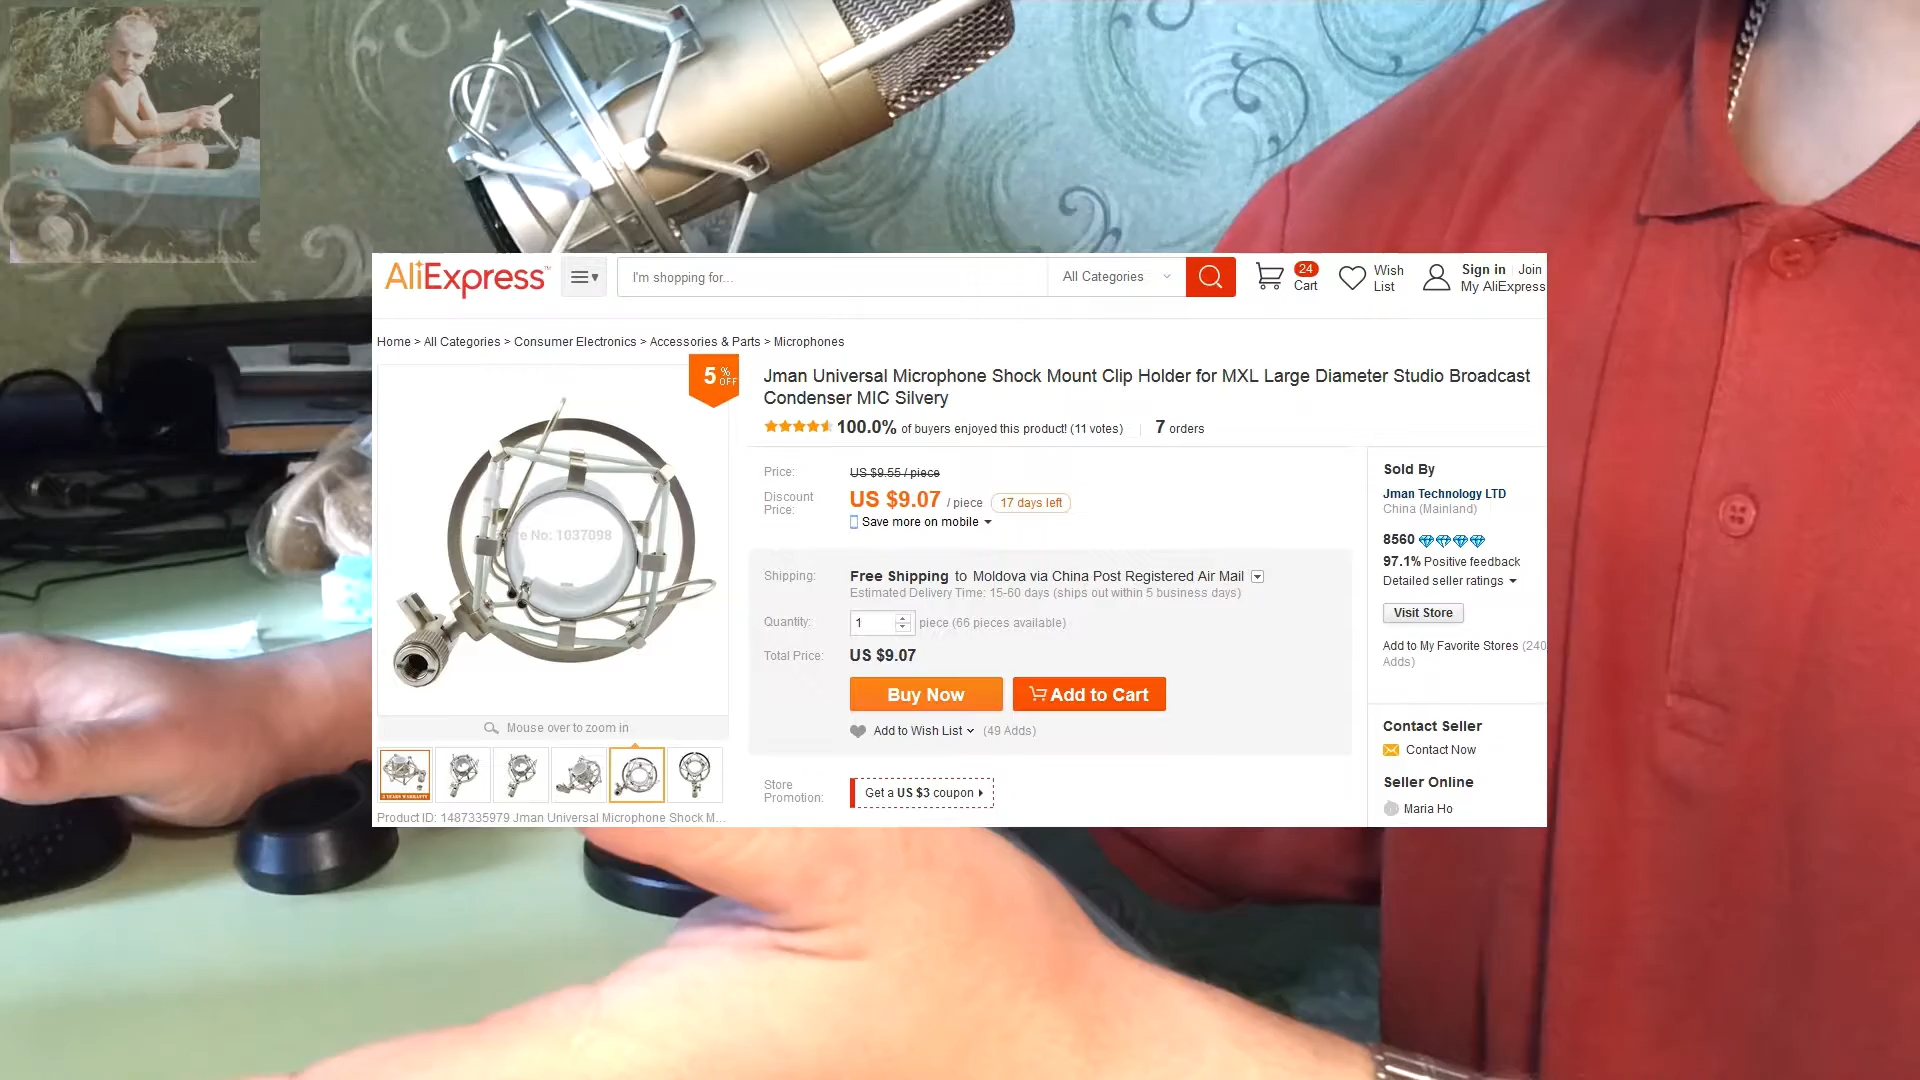 AliExpress™
I'm shopping for...
All Categories
24
Cart
Wish
List
Sign in | Join
My AliExpress
Home > All Categories > Consumer Electronics > Accessories & Parts > Microphones
5 % OFF
Jman Universal Microphone Shock Mount Clip Holder for MXL Large Diameter Studio Broadcast
Condenser MIC Silvery
100.0% of buyers enjoyed this product! (11 votes)
7 orders
Price:
US $9.55 / piece
Discount
Price:
US $9.07 / piece
17 days left
Save more on mobile
Shipping:
Free Shipping to Moldova via China Post Registered Air Mail
Estimated Delivery Time: 15-60 days (ships out within 5 business days)
Quantity:
1
piece (66 pieces available)
Total Price:
US $9.07
Buy Now
Add to Cart
Add to Wish List
(49 Adds)
Store
Promotion:
Get a US $3 coupon
re No: 1037098
Mouse over to zoom in
2 YEARS WARRANTY
Product ID: 1487335979 Jman Universal Microphone Shock M...
Sold By
Jman Technology LTD
China (Mainland)
8560
97.1% Positive feedback
Detailed seller ratings
Visit Store
Add to My Favorite Stores (240
Adds)
Contact Seller
Contact Now
Seller Online
Maria Ho